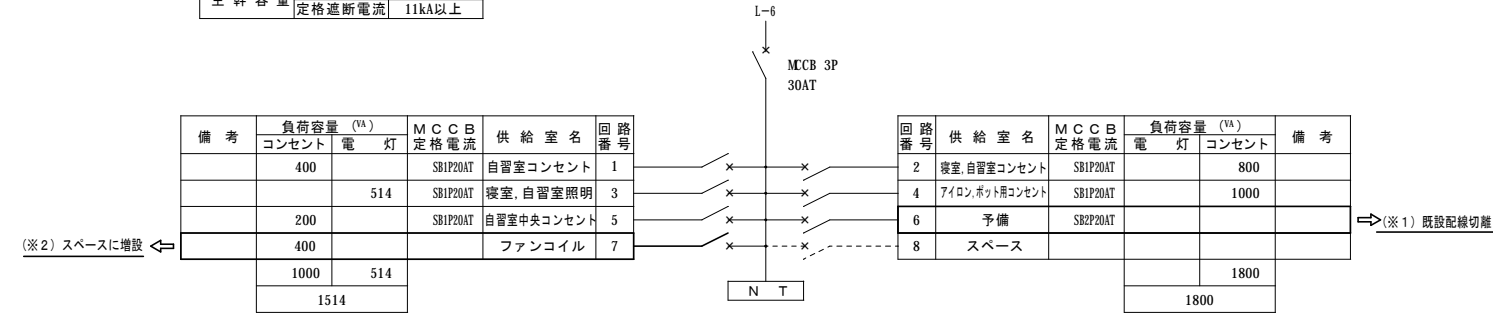 主 幹 容 量 定格遮断電流 11kA以上
L-6
MCCB 3P
30AT
備 考 負荷容量 (VA) MCCB 定格電流 供 給 室 名 回 路 番 号
コンセント 電 灯
400 SB1P20AT 自習室コンセント 1
514 SB1P20AT 寝室,自習室照明 3
200 SB1P20AT 自習室中央コンセント 5
(※2) スペースに増設 400 ファンコイル 7
1000 514
1514
回 路 番 号 供 給 室 名 MCCB 定格電流 負荷容量 (VA) 備 考
電 灯 コンセント
2 寝室,自習室コンセント SB1P20AT 800
4 アイロン,ポット用コンセント SB1P20AT 1000
6 予備 SB2P20AT (※1) 既設配線切離
8 スペース
1800
1800
N T